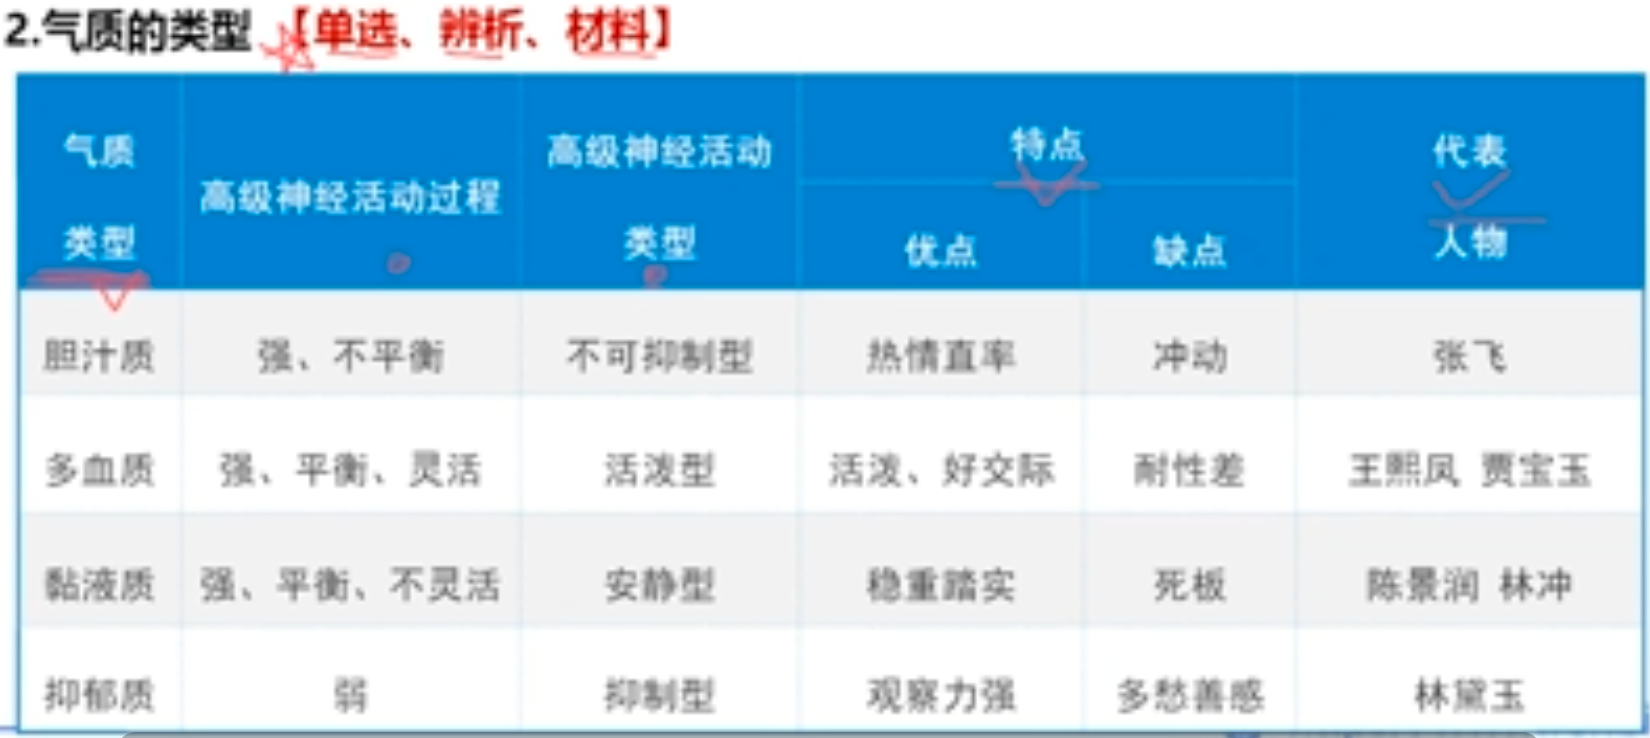 2.气质的类型 【单选、辨析、材料】
气质类型 高级神经活动过程 高级神经活动类型 特点 代表人物
优点 缺点
胆汁质 强、不平衡 不可抑制型 热情直率 冲动 张飞
多血质 强、平衡、灵活 活泼型 活泼、好交际 耐性差 王熙凤 贾宝玉
黏液质 强、平衡、不灵活 安静型 稳重踏实 死板 陈景润 林冲
抑郁质 弱 抑制型 观察力强 多愁善感 林黛玉